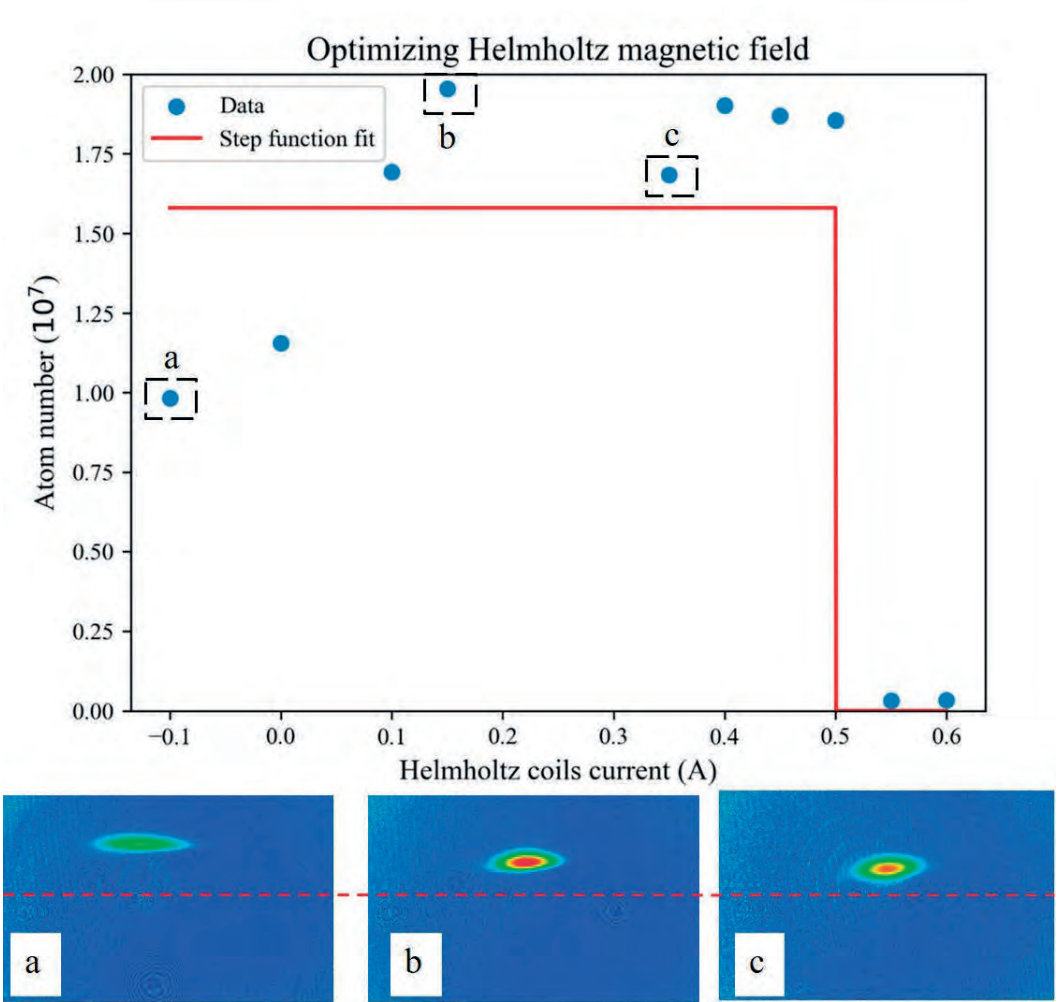 Optimizing Helmholtz magnetic field
2.00
1.75
1.50
1.25
1.00
0.75
0.50
0.25
0.00
Atom number (10⁷)
Data
Step function fit
a
b
c
−0.1
0.0
0.1
0.2
0.3
0.4
0.5
0.6
Helmholtz coils current (A)
a
b
c